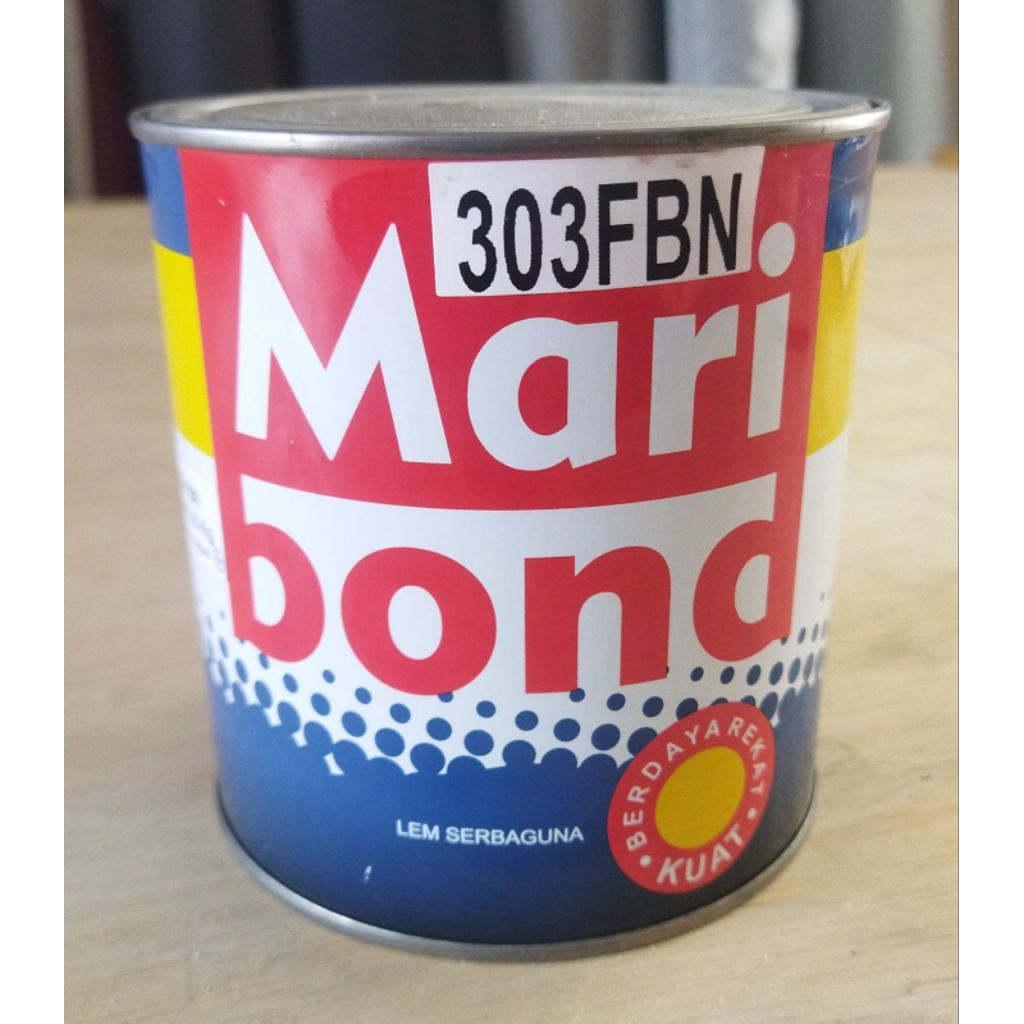 303FBN
Mari
bond
BERDAYA REKAT
KUAT
LEM SERBAGUNA